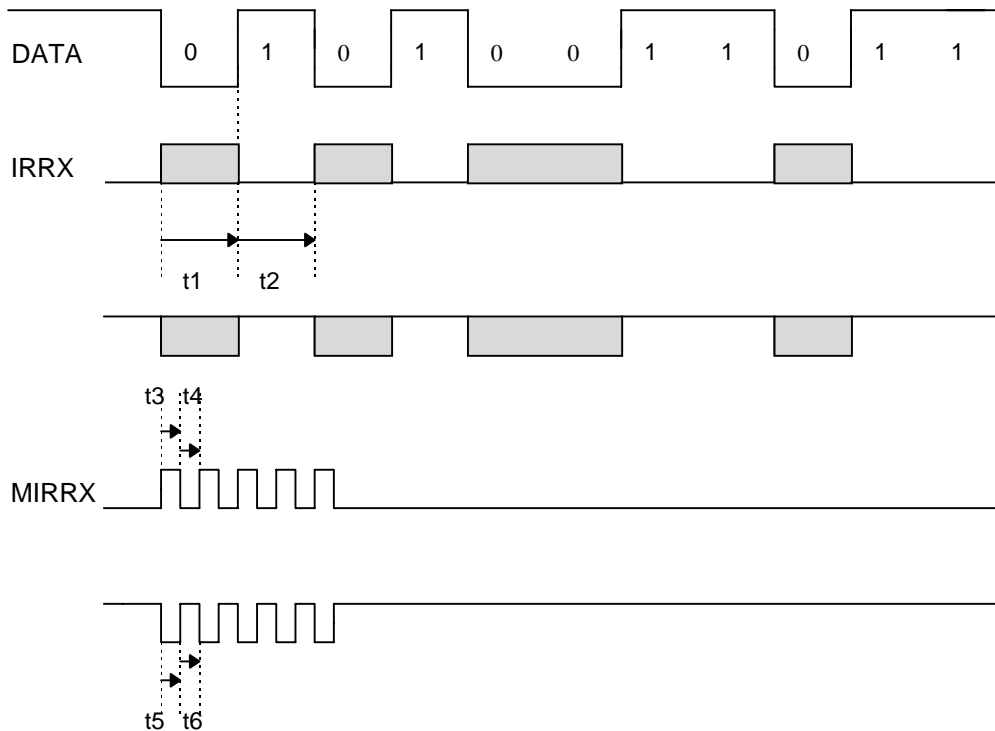 DATA 0 1 0 1 0 0 1 1 0 1 1
IRRX
t1 t2
t3 t4
MIRRX
t5 t6